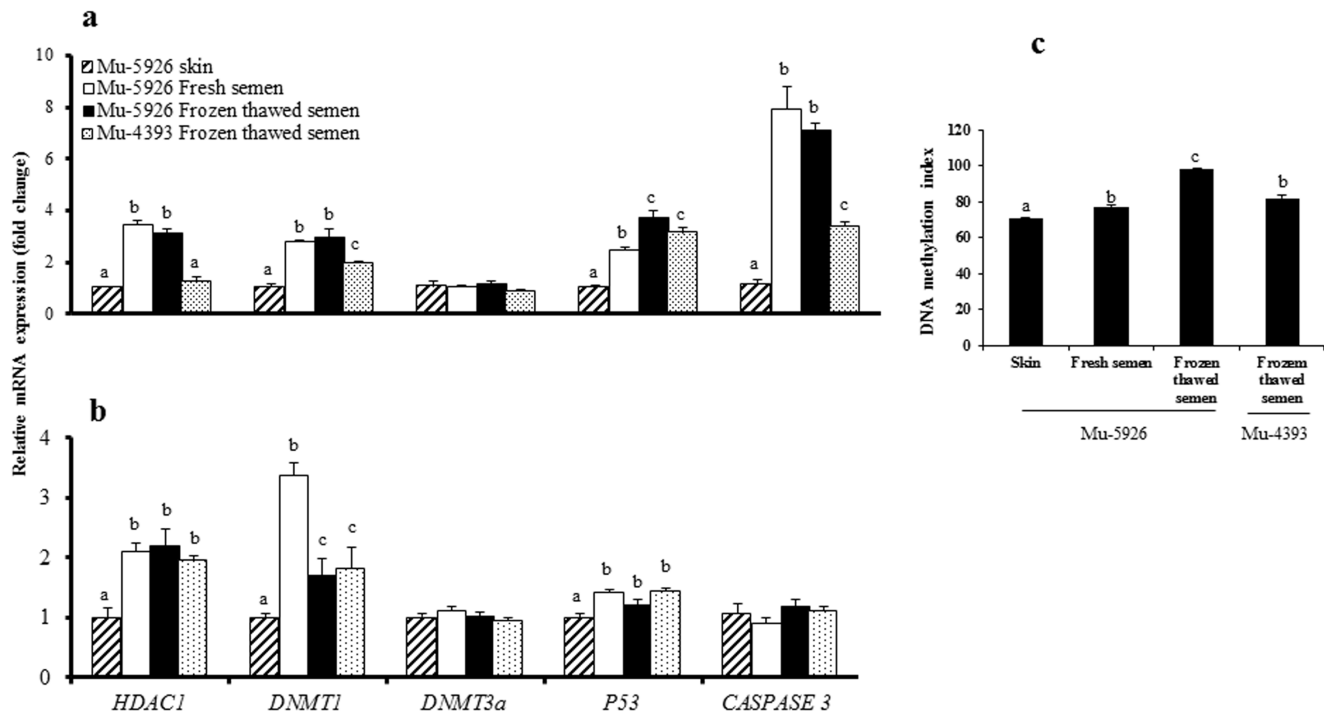 a
10
8
6
4
2
0
Mu-5926 skin
Mu-5926 Fresh semen
Mu-5926 Frozen thawed semen
Mu-4393 Frozen thawed semen
a b b a
a b b c
a b c c
a b b c
Relative mRNA expression (fold change)
b
4
3
2
1
0
a b b b
a b c c
a b b b
HDAC1 DNMT1 DNMT3a P53 CASPASE 3
c
DNA methylation index
120
100
80
60
40
20
0
a b c b
Skin Fresh semen Frozen thawed semen Frozem thawed semen
Mu-5926 Mu-4393